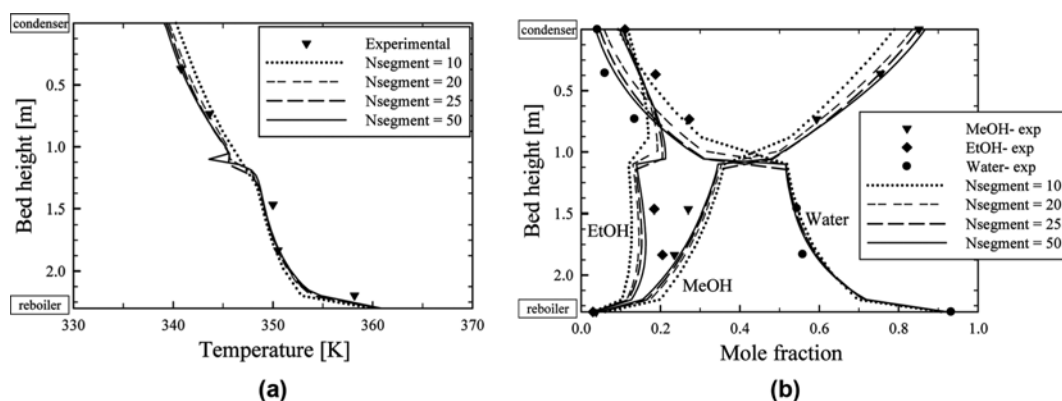 condenser
0.5
1.0
1.5
2.0
reboiler
Bed height [m]
330 340 350 360 370
Temperature [K]
Experimental
Nsegment = 10
Nsegment = 20
Nsegment = 25
Nsegment = 50
(a)
condenser
0.5
1.0
1.5
2.0
reboiler
Bed height [m]
0.0 0.2 0.4 0.6 0.8 1.0
Mole fraction
EtOH
MeOH
Water
MeOH- exp
EtOH- exp
Water- exp
Nsegment = 10
Nsegment = 20
Nsegment = 25
Nsegment = 50
(b)